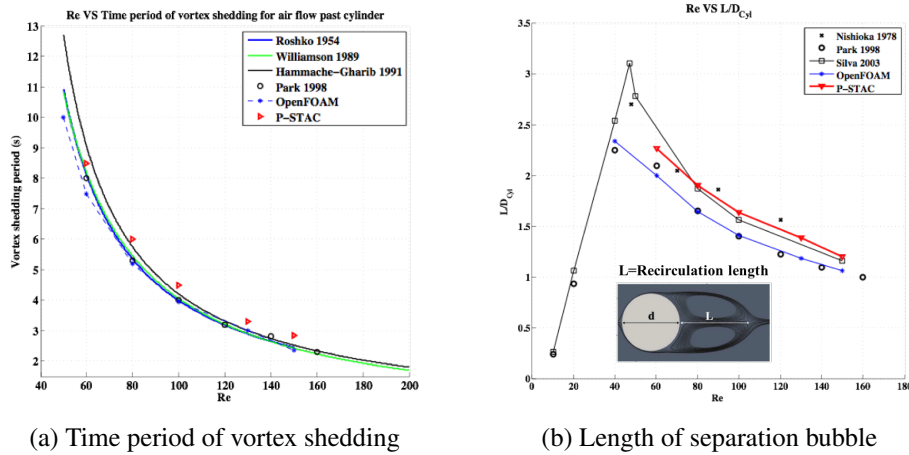 Re VS Time period of vortex shedding for air flow past cylinder
Roshko 1954
Williamson 1989
Hammache-Gharib 1991
Park 1998
OpenFOAM
P-STAC
Vortex shedding period (s)
13
12
11
10
9
8
7
6
5
4
3
2
40 60 80 100 120 140 160 180 200
Re
(a) Time period of vortex shedding
Re VS L/D_Cyl
Nishioka 1978
Park 1998
Silva 2003
OpenFOAM
P-STAC
L/D_Cyl
3.5
3
2.5
2
1.5
1
0.5
0
L=Recirculation length
d
L
0 20 40 60 80 100 120 140 160
Re
(b) Length of separation bubble